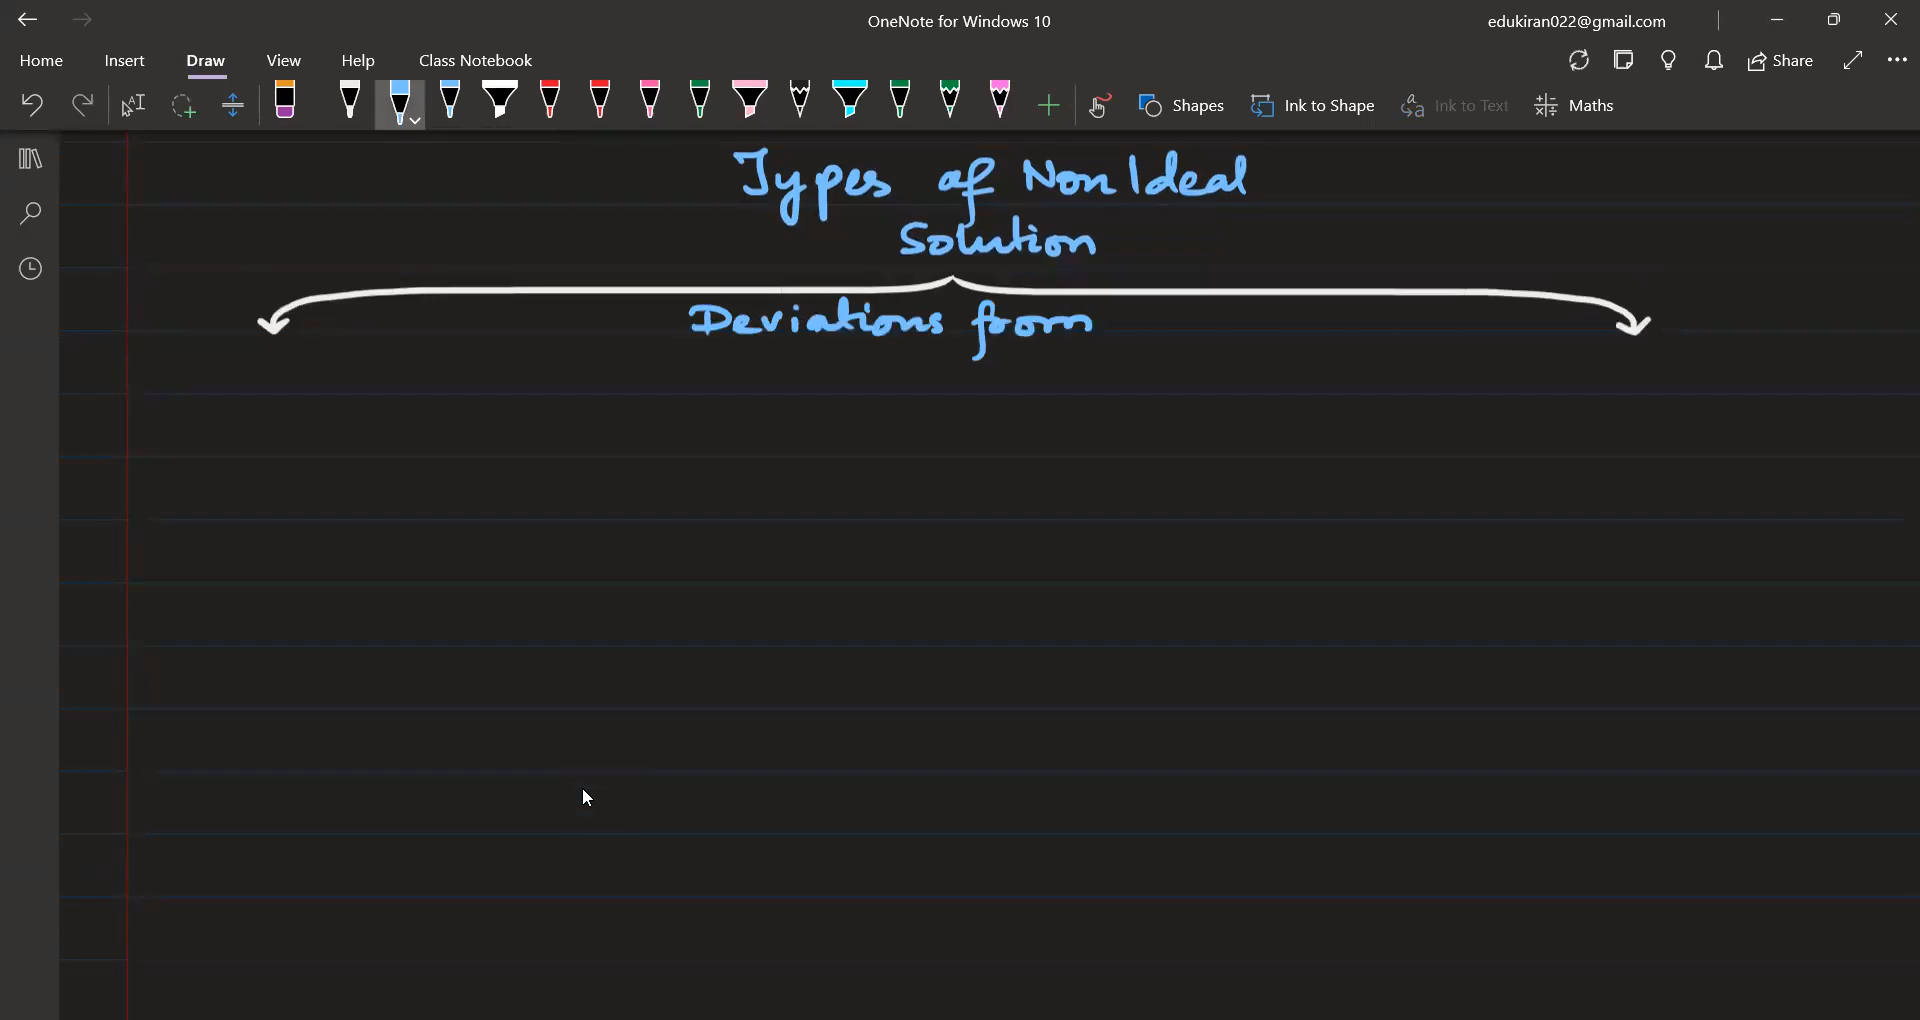 OneNote for Windows 10
edukiran022@gmail.com
Home Insert Draw View Help Class Notebook
Share
Shapes Ink to Shape Ink to Text Maths
Types of Non Ideal
Solution
Deviations from